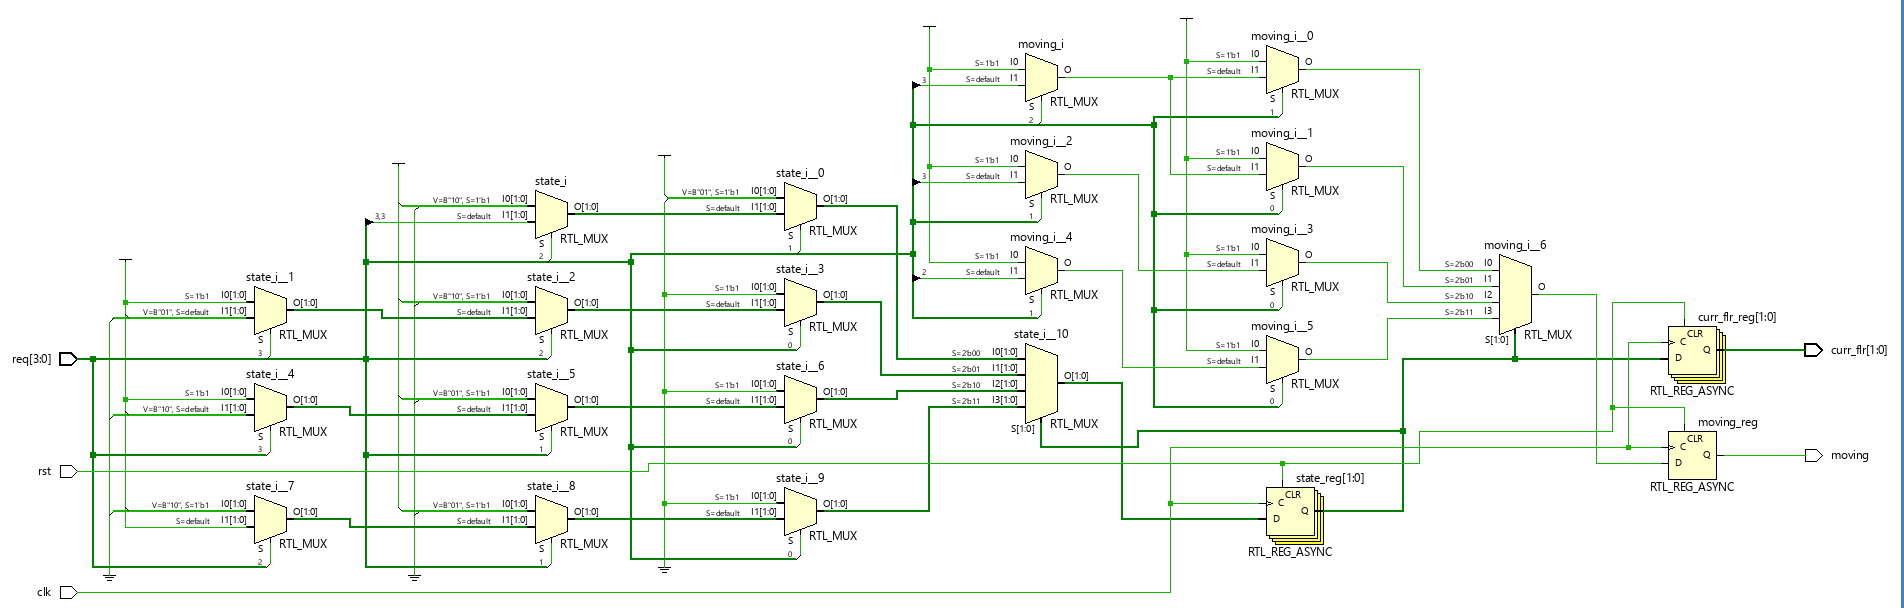 moving_i
S=1'b1 I0
S=default I1
3
O
S
RTL_MUX
2
moving_i__0
S=1'b1 I0
S=default I1
O
S
RTL_MUX
1
moving_i__2
S=1'b1 I0
S=default I1
3
O
S
RTL_MUX
1
moving_i__1
S=1'b1 I0
S=default I1
O
S
RTL_MUX
0
moving_i__4
S=1'b1 I0
S=default I1
2
O
S
RTL_MUX
1
moving_i__3
S=1'b1 I0
S=default I1
O
S
RTL_MUX
0
moving_i__5
S=1'b1 I0
S=default I1
O
S
RTL_MUX
0
moving_i__6
S=2'b00 I0
S=2'b01 I1
S=2'b10 I2
S=2'b11 I3
O
S[1:0]
RTL_MUX
state_i
V=B"10", S=1'b1 I0[1:0]
3,3
S=default I1[1:0]
O[1:0]
S
RTL_MUX
2
state_i__0
V=B"01", S=1'b1 I0[1:0]
S=default I1[1:0]
O[1:0]
S
RTL_MUX
1
state_i__1
S=1'b1 I0[1:0]
V=B"01", S=default I1[1:0]
O[1:0]
S
RTL_MUX
3
state_i__2
V=B"10", S=1'b1 I0[1:0]
S=default I1[1:0]
O[1:0]
S
RTL_MUX
2
state_i__3
S=1'b1 I0[1:0]
S=default I1[1:0]
O[1:0]
S
RTL_MUX
0
state_i__4
S=1'b1 I0[1:0]
V=B"10", S=default I1[1:0]
O[1:0]
S
RTL_MUX
3
state_i__5
V=B"01", S=1'b1 I0[1:0]
S=default I1[1:0]
O[1:0]
S
RTL_MUX
1
state_i__6
S=1'b1 I0[1:0]
S=default I1[1:0]
O[1:0]
S
RTL_MUX
0
state_i__7
V=B"10", S=1'b1 I0[1:0]
S=default I1[1:0]
O[1:0]
S
RTL_MUX
2
state_i__8
V=B"01", S=1'b1 I0[1:0]
S=default I1[1:0]
O[1:0]
S
RTL_MUX
1
state_i__9
S=1'b1 I0[1:0]
S=default I1[1:0]
O[1:0]
S
RTL_MUX
0
state_i__10
S=2'b00 I0[1:0]
S=2'b01 I1[1:0]
S=2'b10 I2[1:0]
S=2'b11 I3[1:0]
O[1:0]
S[1:0]
RTL_MUX
req[3:0]
rst
clk
state_reg[1:0]
CLR
C
D
Q
RTL_REG_ASYNC
curr_flr_reg[1:0]
CLR
C
D
Q
RTL_REG_ASYNC
curr_flr[1:0]
moving_reg
CLR
C
D
Q
RTL_REG_ASYNC
moving